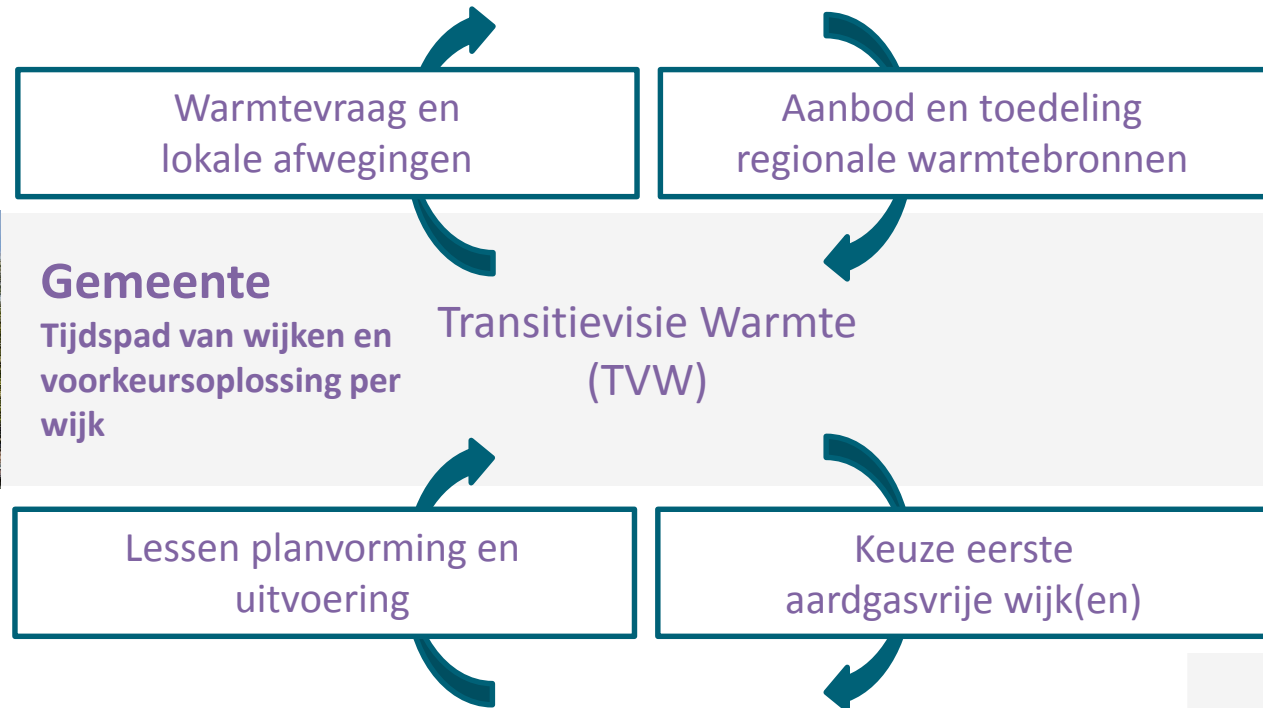 Warmtevraag en
lokale afwegingen
Aanbod en toedeling
regionale warmtebronnen
Gemeente
Tijdspad van wijken en
voorkeursoplossing per
wijk
Transitievisie Warmte
(TVW)
Lessen planvorming en
uitvoering
Keuze eerste
aardgasvrije wijk(en)